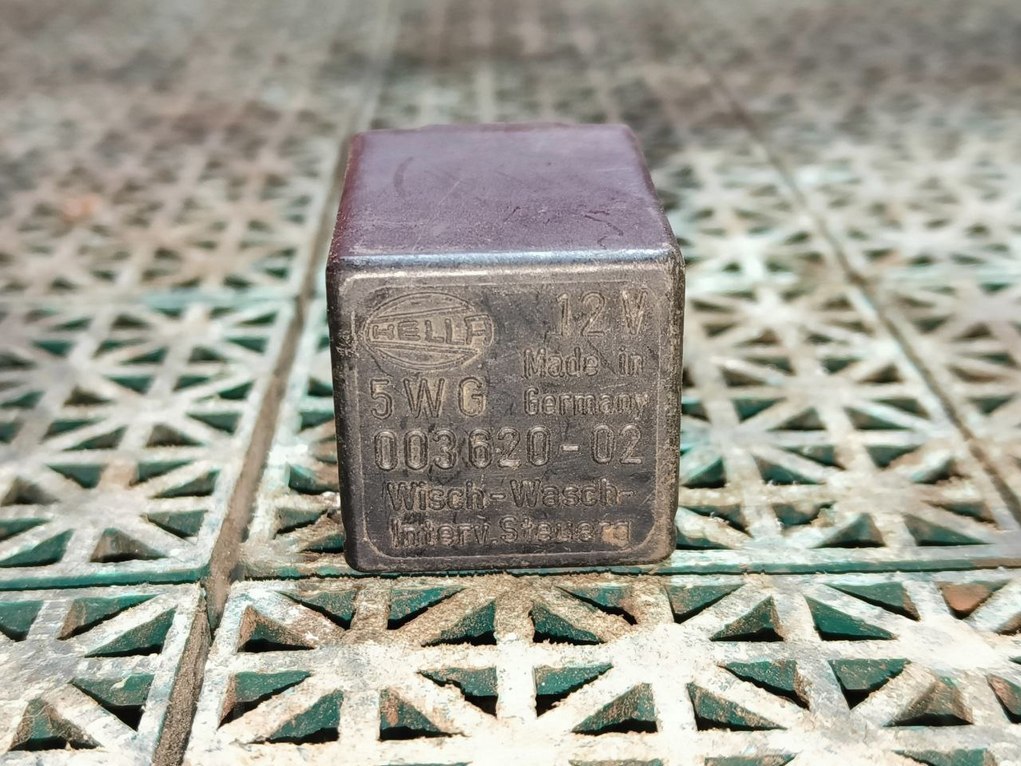 HELLA
12V
Made in
Germany
5WG
003620-02
Wisch-Wasch-
Interv.Steuerg